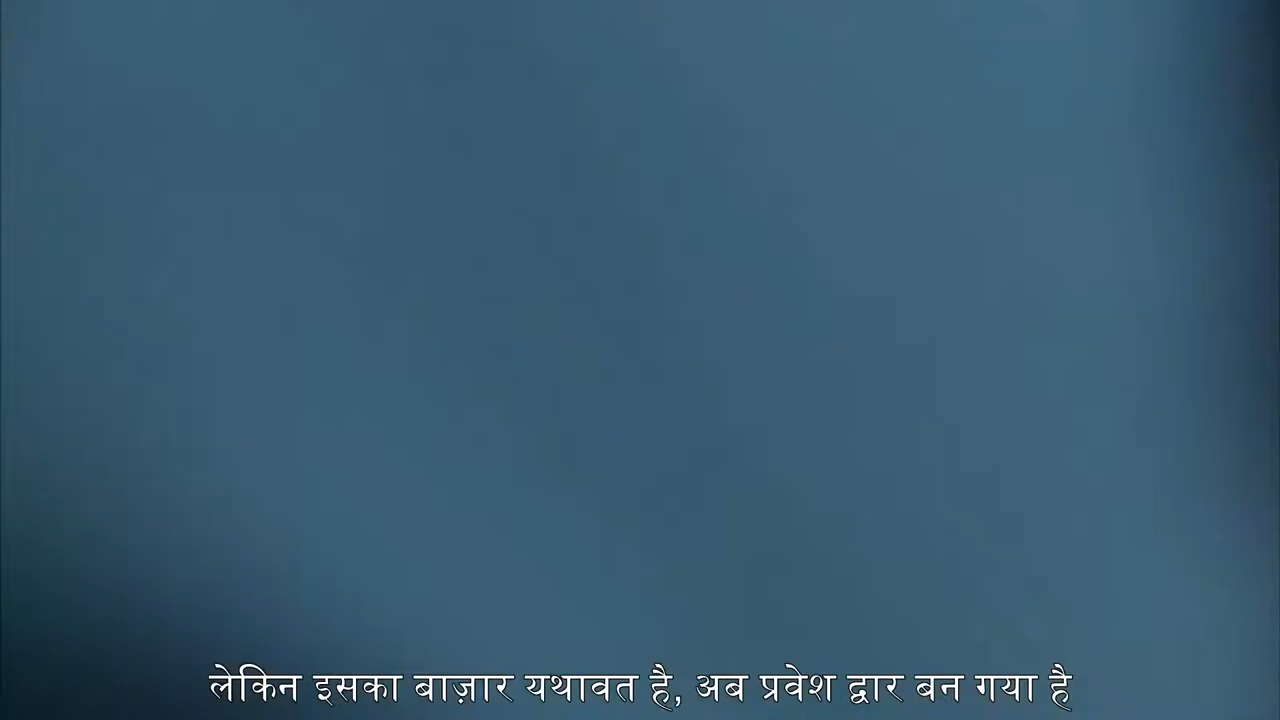 लेकिन इसका बाज़ार यथावत है, अब प्रवेश द्वार बन गया है